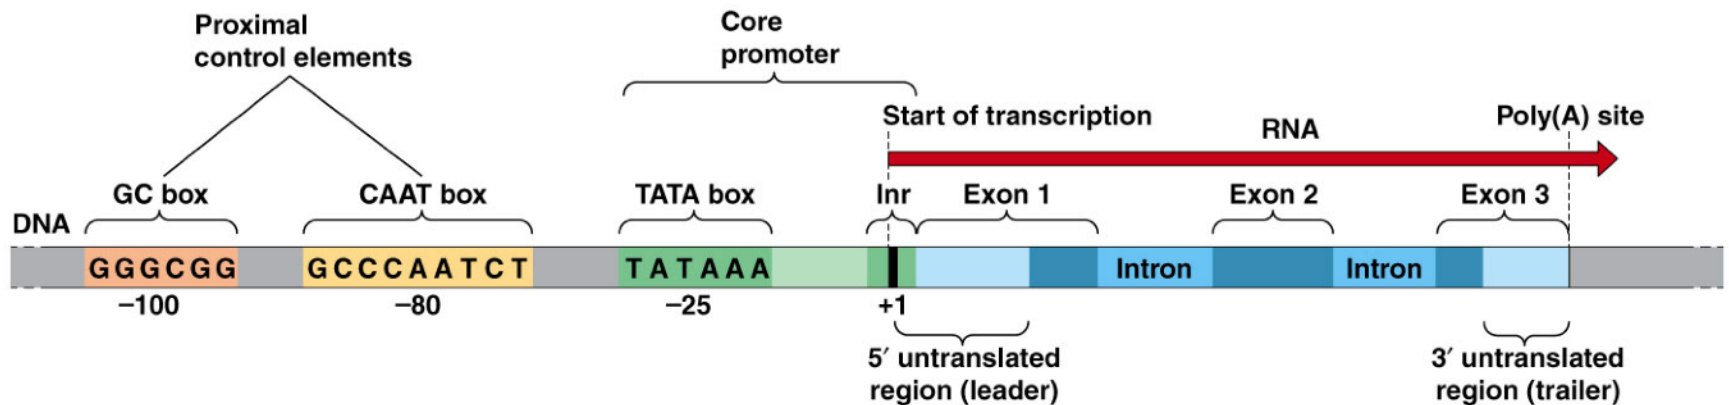 Proximal
control elements
Core
promoter
Start of transcription
RNA
Poly(A) site
GC box
CAAT box
TATA box
Inr
Exon 1
Exon 2
Exon 3
DNA
GGGCGG
GCCCAATCT
TATAAA
Intron
Intron
–100
–80
–25
+1
5′ untranslated
region (leader)
3′ untranslated
region (trailer)